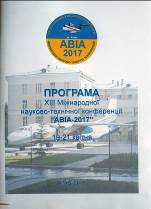 АВІА
2017
ПРОГРАМА
XIII Міжнародної
науково-технічної конференції
"АВІА-2017"
19-21 квітня